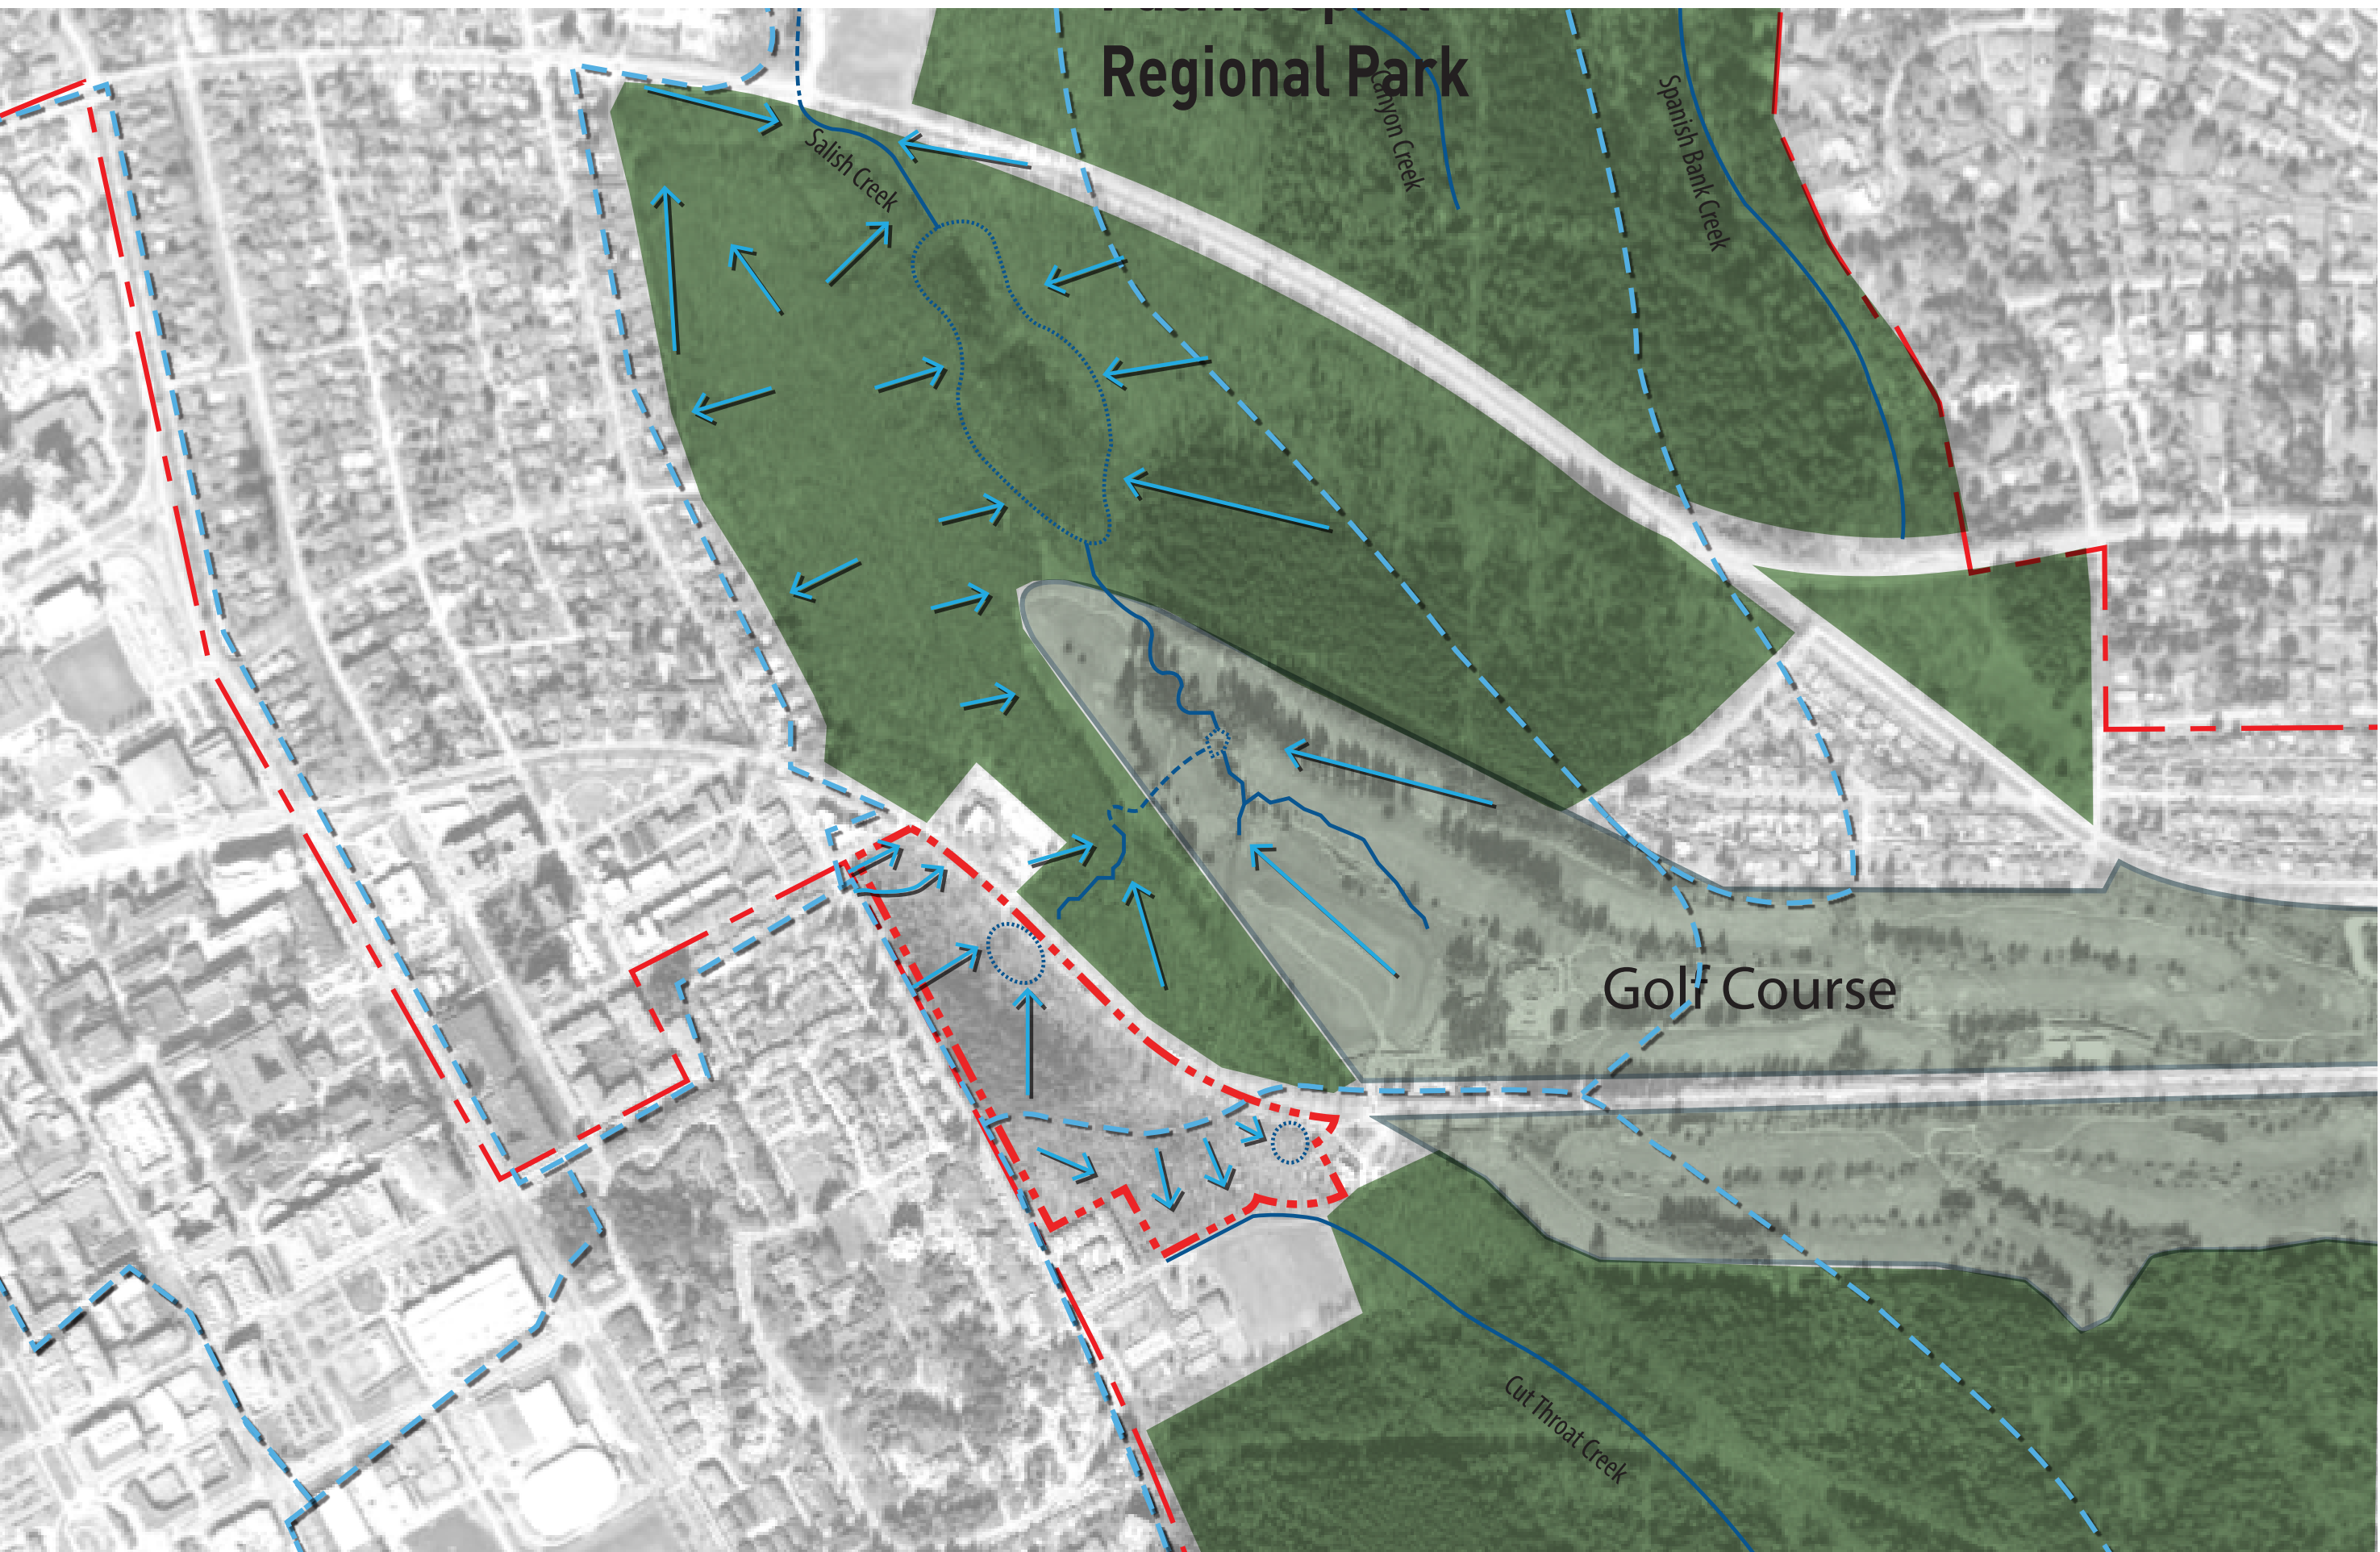 Regional Park
Canyon Creek
Spanish Bank Creek
Salish Creek
Golf Course
Cut Throat Creek